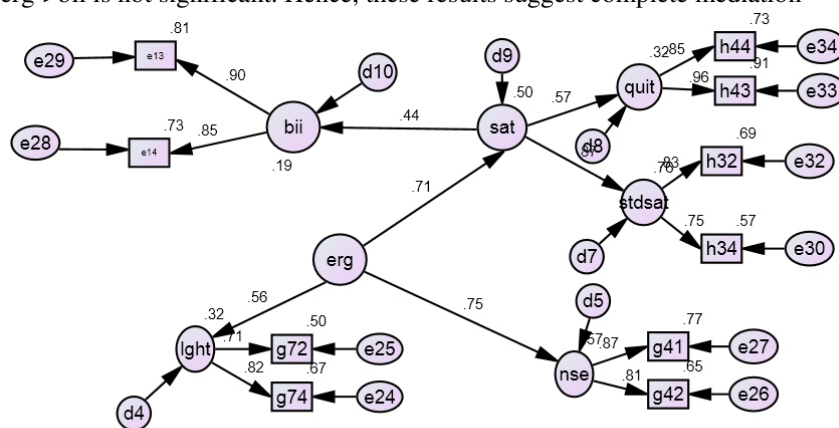 erg->bii is not significant. Hence, these results suggest complete mediation
.73
.81
e34
h44
e29
e13
d9
.32
.85
.91
d10
.90
.50
quit
.96
h43
e33
.57
bii
.44
sat
.73
.85
e28
e14
d8
.69
.19
.83
h32
e32
.76
.71
stdsat
.75
.57
h34
e30
erg
d7
.56
.75
d5
.32
.50
.77
.71
.57
.87
lght
g72
e25
g41
e27
.82
.67
nse
.65
.81
g74
e24
g42
e26
d4